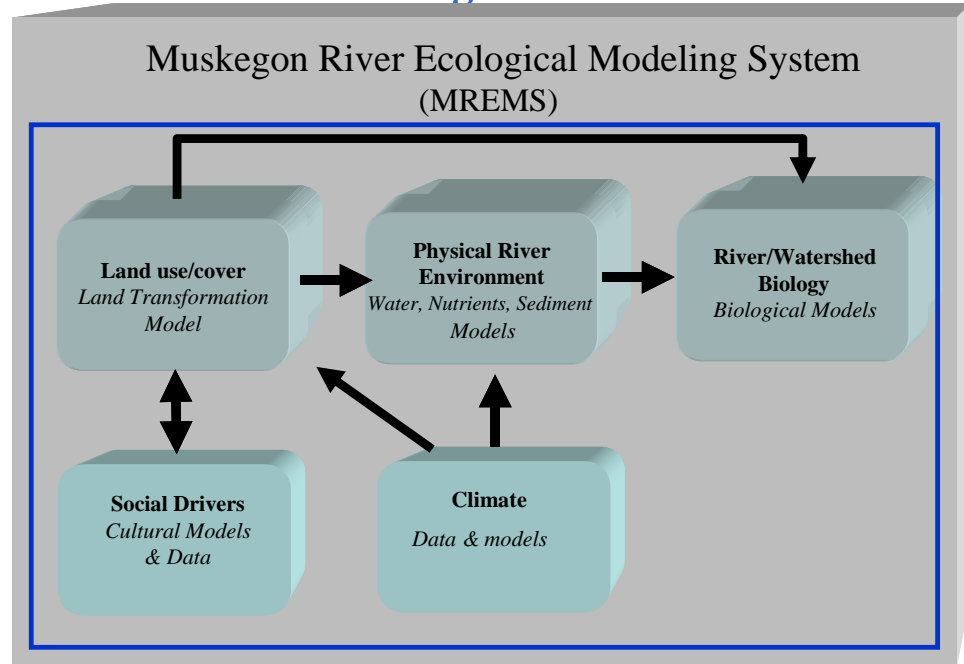 Muskegon River Ecological Modeling System
(MREMS)
Land use/cover
Land Transformation
Model
Physical River
Environment
Water, Nutrients, Sediment
Models
River/Watershed
Biology
Biological Models
Social Drivers
Cultural Models
& Data
Climate
Data & models